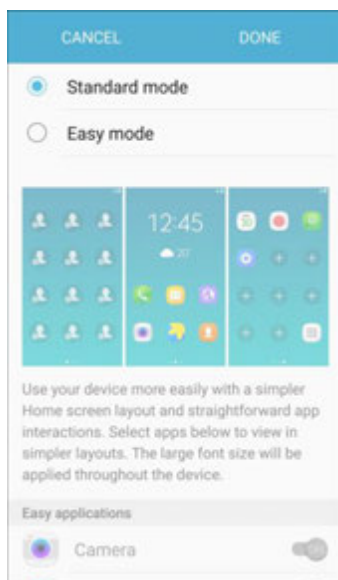 CANCEL DONE
Standard mode
Easy mode
12:45
20°
Use your device more easily with a simpler
Home screen layout and straightforward app
interactions. Select apps below to view in
simpler layouts. The large font size will be
applied throughout the device.
Easy applications
Camera